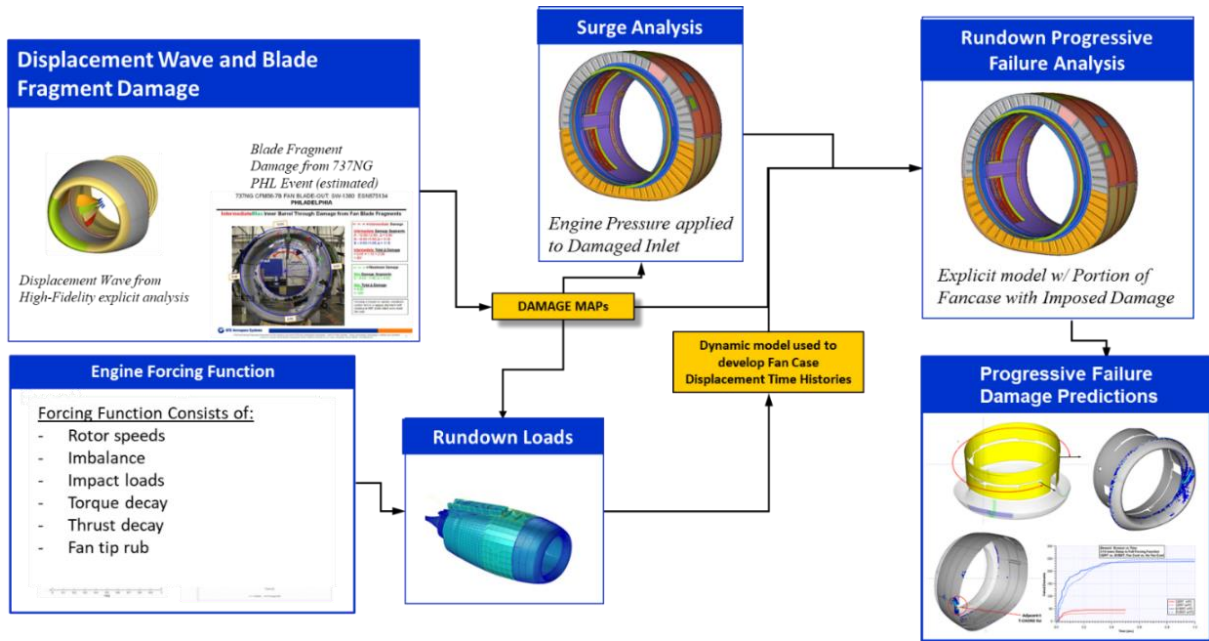 Displacement Wave and Blade
Fragment Damage
Blade Fragment
Damage from 737NG
PHL Event (estimated)
PHILADELPHIA
Displacement Wave from
High-Fidelity explicit analysis
Surge Analysis
Engine Pressure applied
to Damaged Inlet
Rundown Progressive
Failure Analysis
Explicit model w/ Portion of
Fancase with Imposed Damage
DAMAGE MAPs
Dynamic model used to
develop Fan Case
Displacement Time Histories
Engine Forcing Function
Forcing Function Consists of:
- Rotor speeds
- Imbalance
- Impact loads
- Torque decay
- Thrust decay
- Fan tip rub
Rundown Loads
Progressive Failure
Damage Predictions